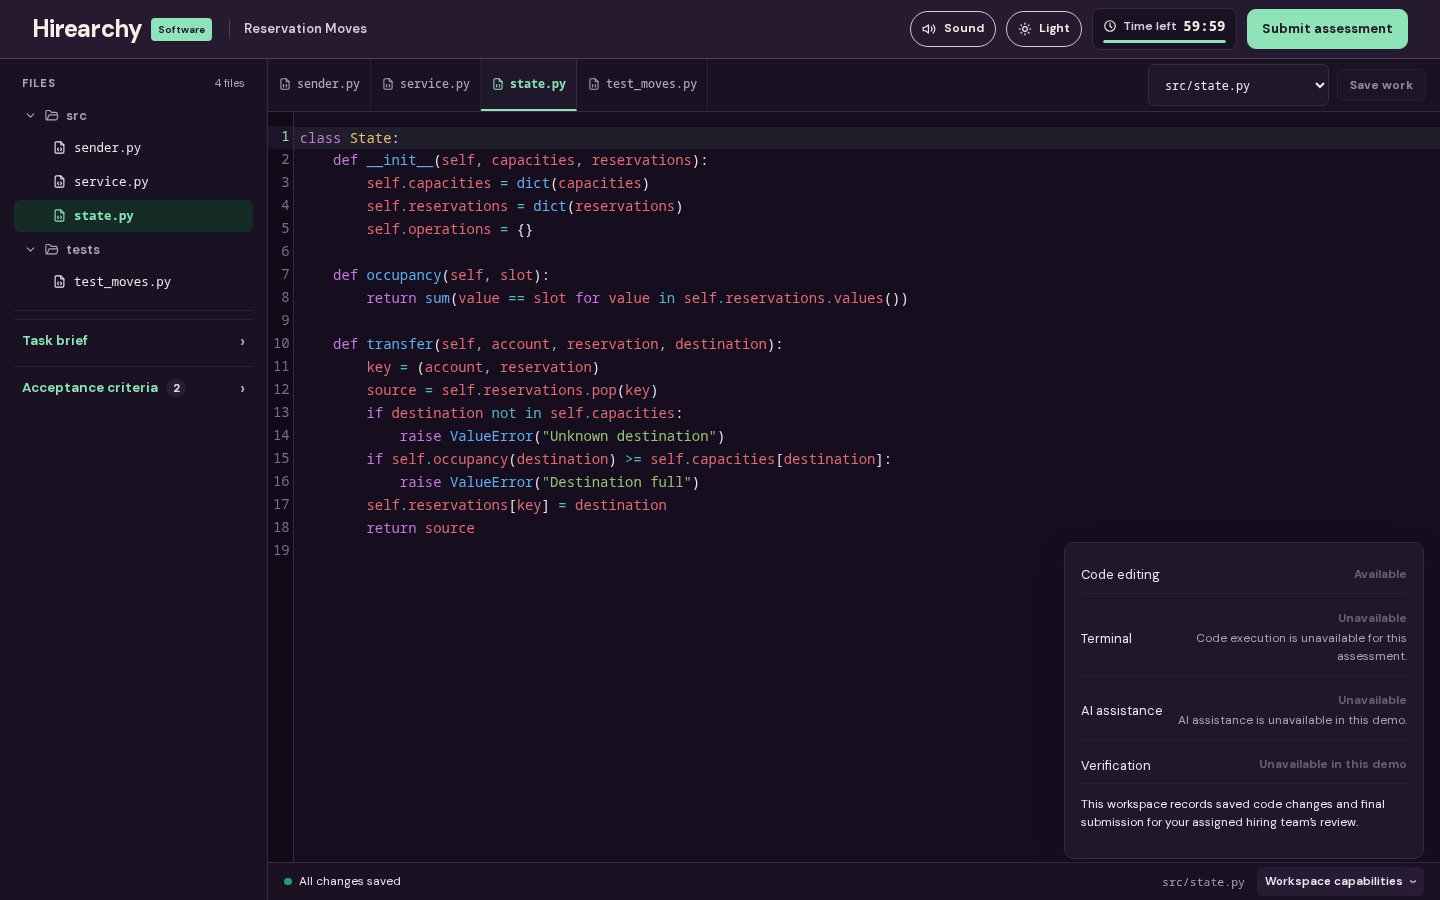 Hirearchy Software Reservation Moves Sound Light Time left 59:59 Submit assessment
FILES 4 files
src
sender.py
service.py
state.py
tests
test_moves.py
Task brief
Acceptance criteria 2
sender.py service.py state.py test_moves.py src/state.py Save work
1 class State:
2     def __init__(self, capacities, reservations):
3         self.capacities = dict(capacities)
4         self.reservations = dict(reservations)
5         self.operations = {}
6
7     def occupancy(self, slot):
8         return sum(value == slot for value in self.reservations.values())
9
10     def transfer(self, account, reservation, destination):
11         key = (account, reservation)
12         source = self.reservations.pop(key)
13         if destination not in self.capacities:
14             raise ValueError("Unknown destination")
15         if self.occupancy(destination) >= self.capacities[destination]:
16             raise ValueError("Destination full")
17         self.reservations[key] = destination
18         return source
19
Code editing Available
Terminal Unavailable
Code execution is unavailable for this
assessment.
AI assistance Unavailable
AI assistance is unavailable in this demo.
Verification Unavailable in this demo
This workspace records saved code changes and final
submission for your assigned hiring team's review.
All changes saved src/state.py Workspace capabilities